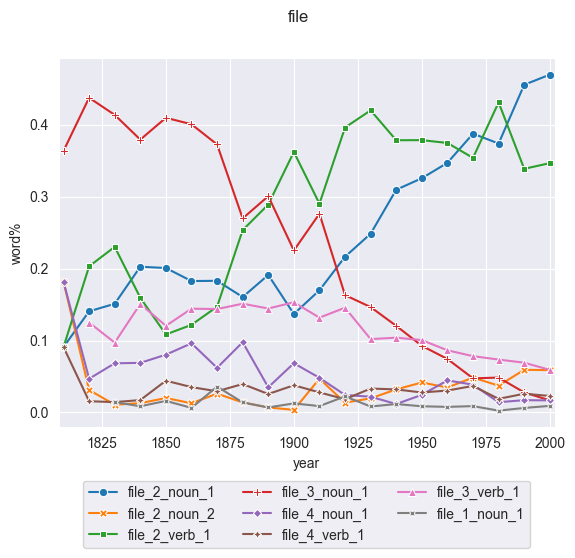 file
word%
0.4
0.3
0.2
0.1
0.0
1825 1850 1875 1900 1925 1950 1975 2000
year
file_2_noun_1 file_3_noun_1 file_3_verb_1
file_2_noun_2 file_4_noun_1 file_1_noun_1
file_2_verb_1 file_4_verb_1